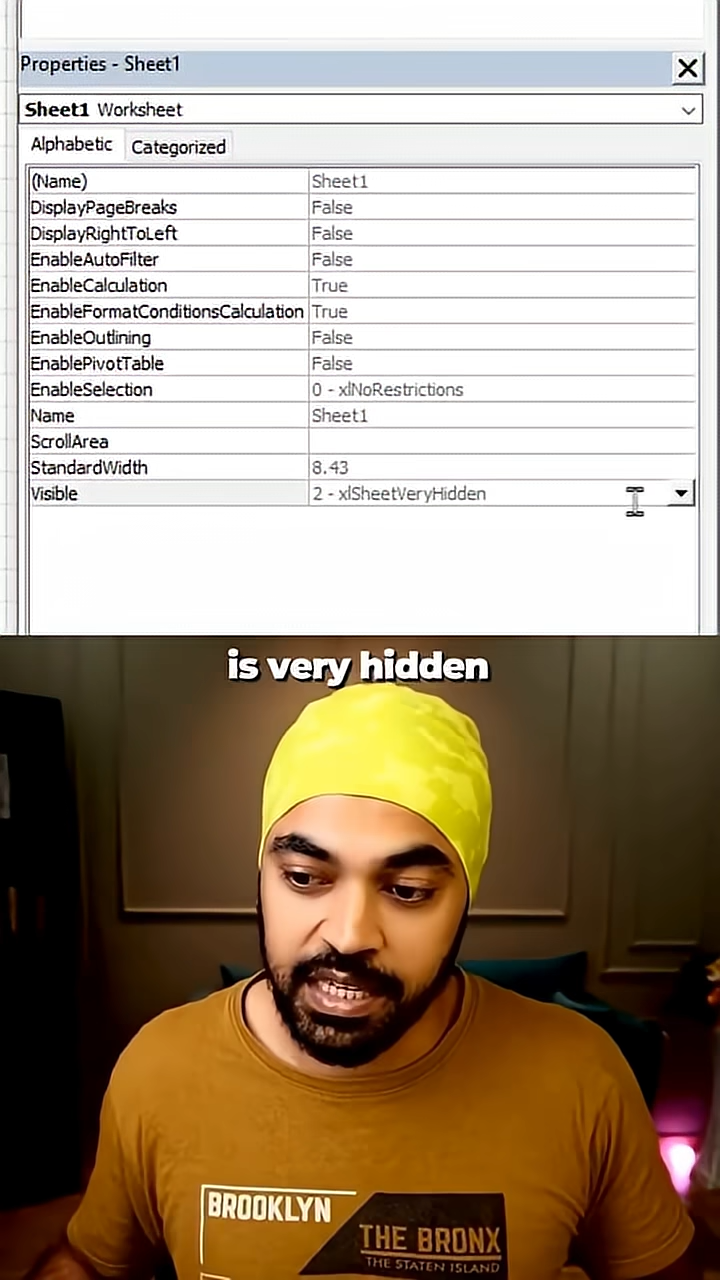 Properties - Sheet1
Sheet1 Worksheet
Alphabetic Categorized
(Name) Sheet1
DisplayPageBreaks False
DisplayRightToLeft False
EnableAutoFilter False
EnableCalculation True
EnableFormatConditionsCalculation True
EnableOutlining False
EnablePivotTable False
EnableSelection 0 - xlNoRestrictions
Name Sheet1
ScrollArea
StandardWidth 8.43
Visible 2 - xlSheetVeryHidden
is very hidden
BROOKLYN
THE BRONX
THE STATEN ISLAND